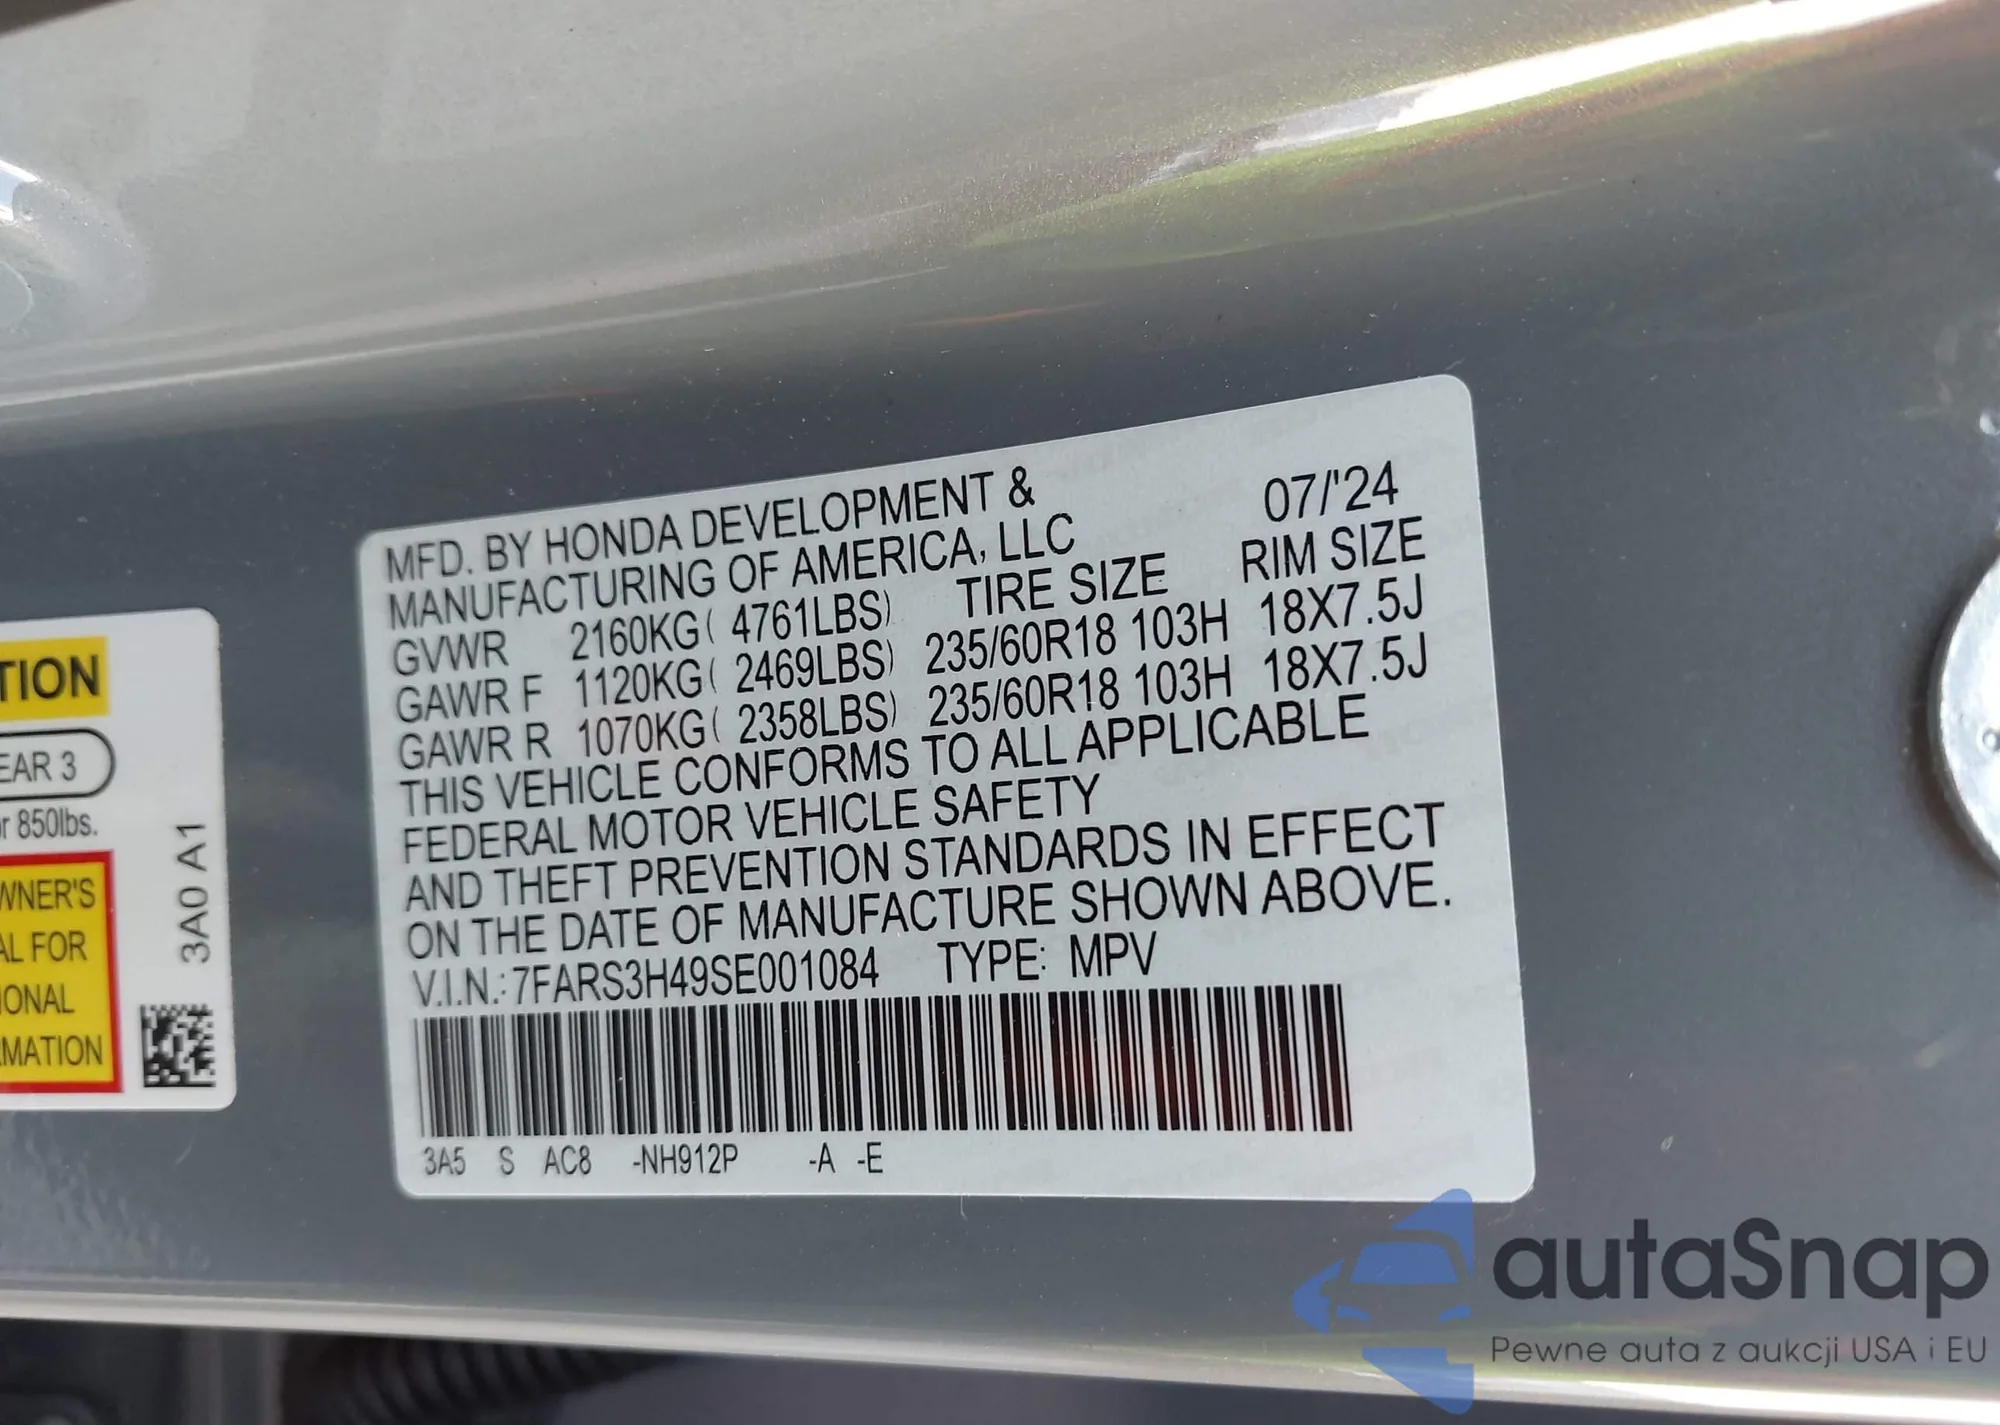 TION
EAR 3
r 850lbs.
WNER'S
AL FOR
IONAL
RMATION
3A0 A1
MFD. BY HONDA DEVELOPMENT &
MANUFACTURING OF AMERICA, LLC 07/'24
GVWR 2160KG( 4761LBS) TIRE SIZE RIM SIZE
GAWR F 1120KG( 2469LBS) 235/60R18 103H 18X7.5J
GAWR R 1070KG( 2358LBS) 235/60R18 103H 18X7.5J
THIS VEHICLE CONFORMS TO ALL APPLICABLE
FEDERAL MOTOR VEHICLE SAFETY
AND THEFT PREVENTION STANDARDS IN EFFECT
ON THE DATE OF MANUFACTURE SHOWN ABOVE.
V.I.N.: 7FARS3H49SE001084 TYPE: MPV
3A5 S AC8 -NH912P -A -E
autaSnap
Pewne auta z aukcji USA i EU